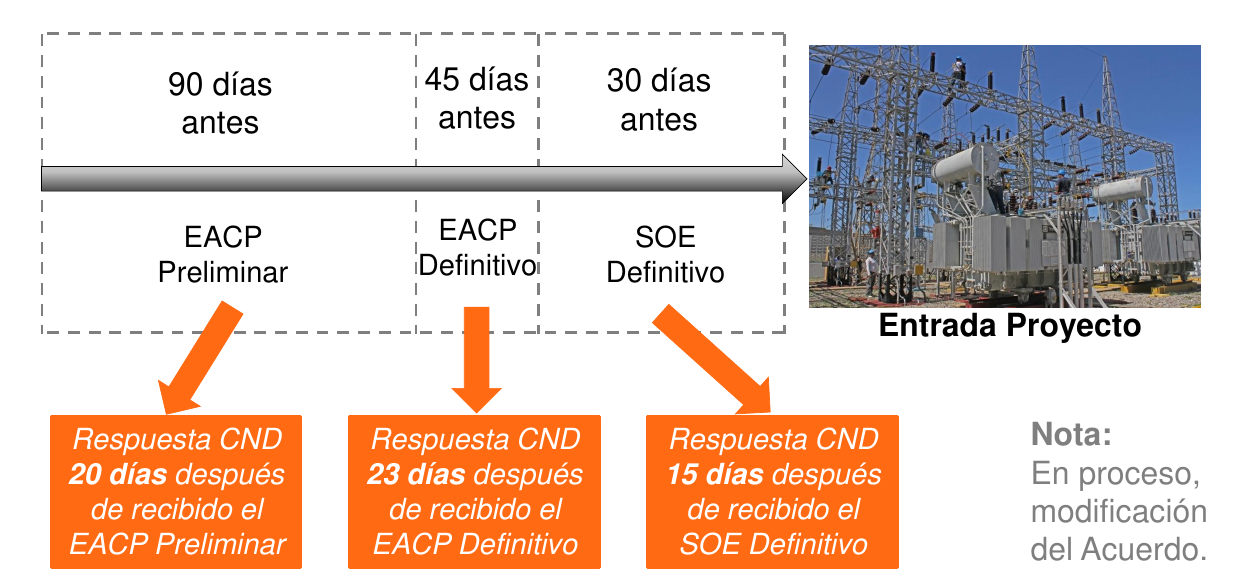 90 días
antes
45 días
antes
30 días
antes
EACP
Preliminar
EACP
Definitivo
SOE
Definitivo
Entrada Proyecto
Respuesta CND
20 días después
de recibido el
EACP Preliminar
Respuesta CND
23 días después
de recibido el
EACP Definitivo
Respuesta CND
15 días después
de recibido el
SOE Definitivo
Nota:
En proceso,
modificación
del Acuerdo.